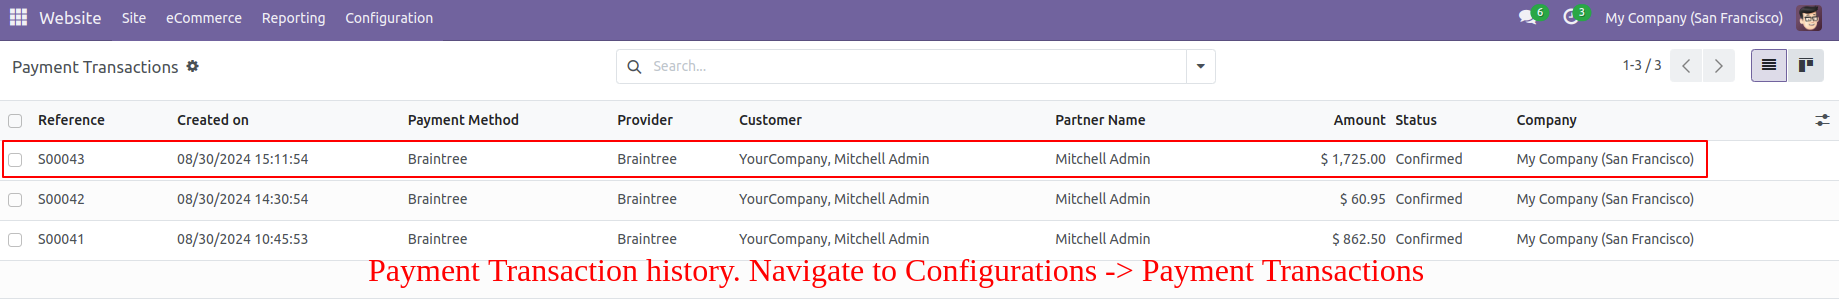 Website Site eCommerce Reporting Configuration 6 3 My Company (San Francisco)
Payment Transactions Search... 1-3 / 3
Reference Created on Payment Method Provider Customer Partner Name Amount Status Company
S00043 08/30/2024 15:11:54 Braintree Braintree YourCompany, Mitchell Admin Mitchell Admin $ 1,725.00 Confirmed My Company (San Francisco)
S00042 08/30/2024 14:30:54 Braintree Braintree YourCompany, Mitchell Admin Mitchell Admin $ 60.95 Confirmed My Company (San Francisco)
S00041 08/30/2024 10:45:53 Braintree Braintree YourCompany, Mitchell Admin Mitchell Admin $ 862.50 Confirmed My Company (San Francisco)
Payment Transaction history. Navigate to Configurations -> Payment Transactions